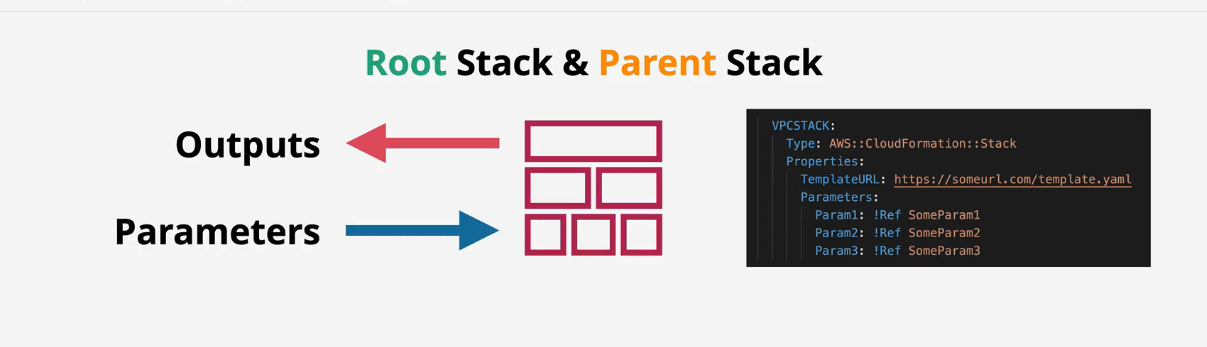 Root Stack & Parent Stack
Outputs
Parameters
VPCSTACK:
Type: AWS::CloudFormation::Stack
Properties:
TemplateURL: https://someurl.com/template.yaml
Parameters:
Param1: !Ref SomeParam1
Param2: !Ref SomeParam2
Param3: !Ref SomeParam3